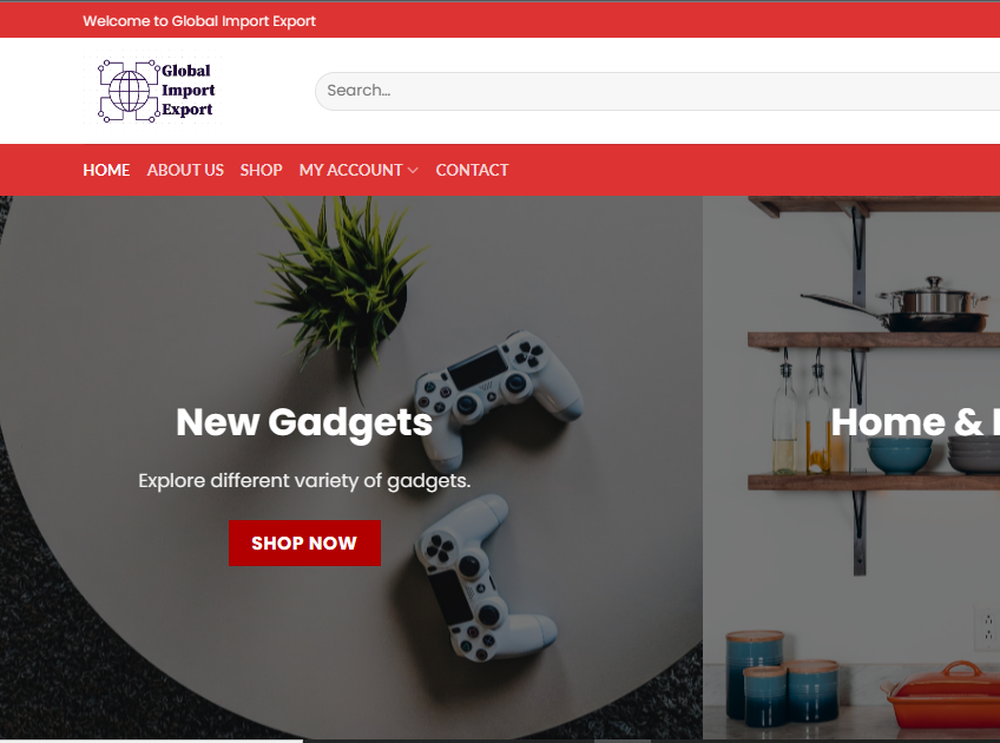 Welcome to Global Import Export
Global
Import
Export
Search...
HOME ABOUT US SHOP MY ACCOUNT CONTACT
New Gadgets
Explore different variety of gadgets.
SHOP NOW
Home &